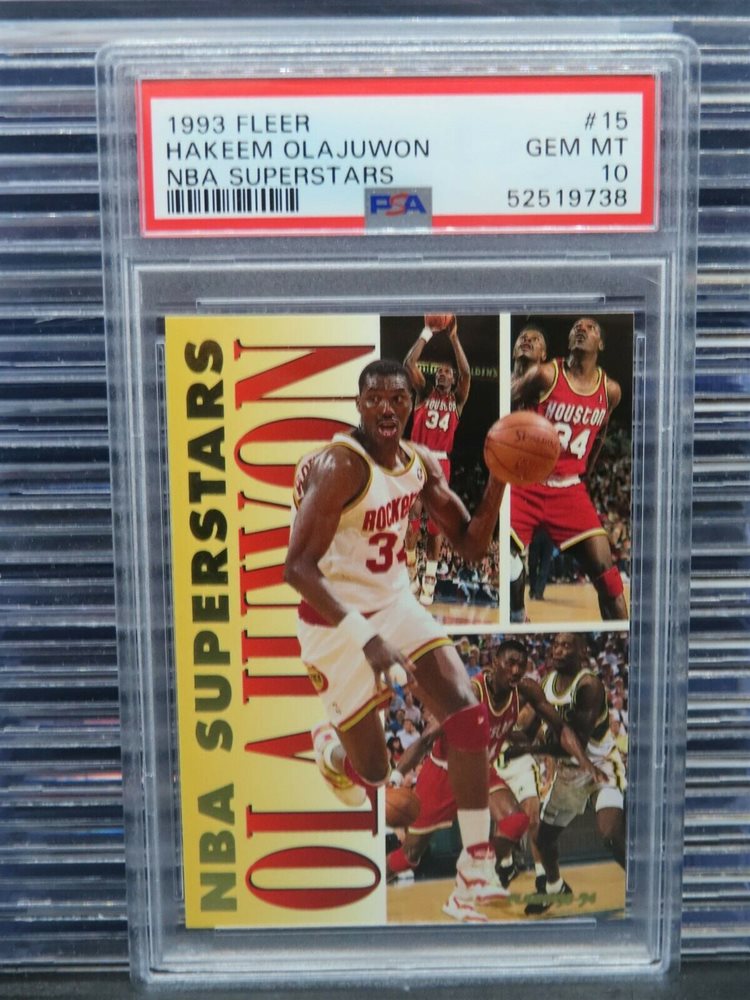 1993 FLEER #15
HAKEEM OLAJUWON GEM MT
NBA SUPERSTARS 10
PSA 52519738
NBA SUPERSTARS
OLAJUWON
34
HOUSTON
34
HOUSTON
34
ROCKETS